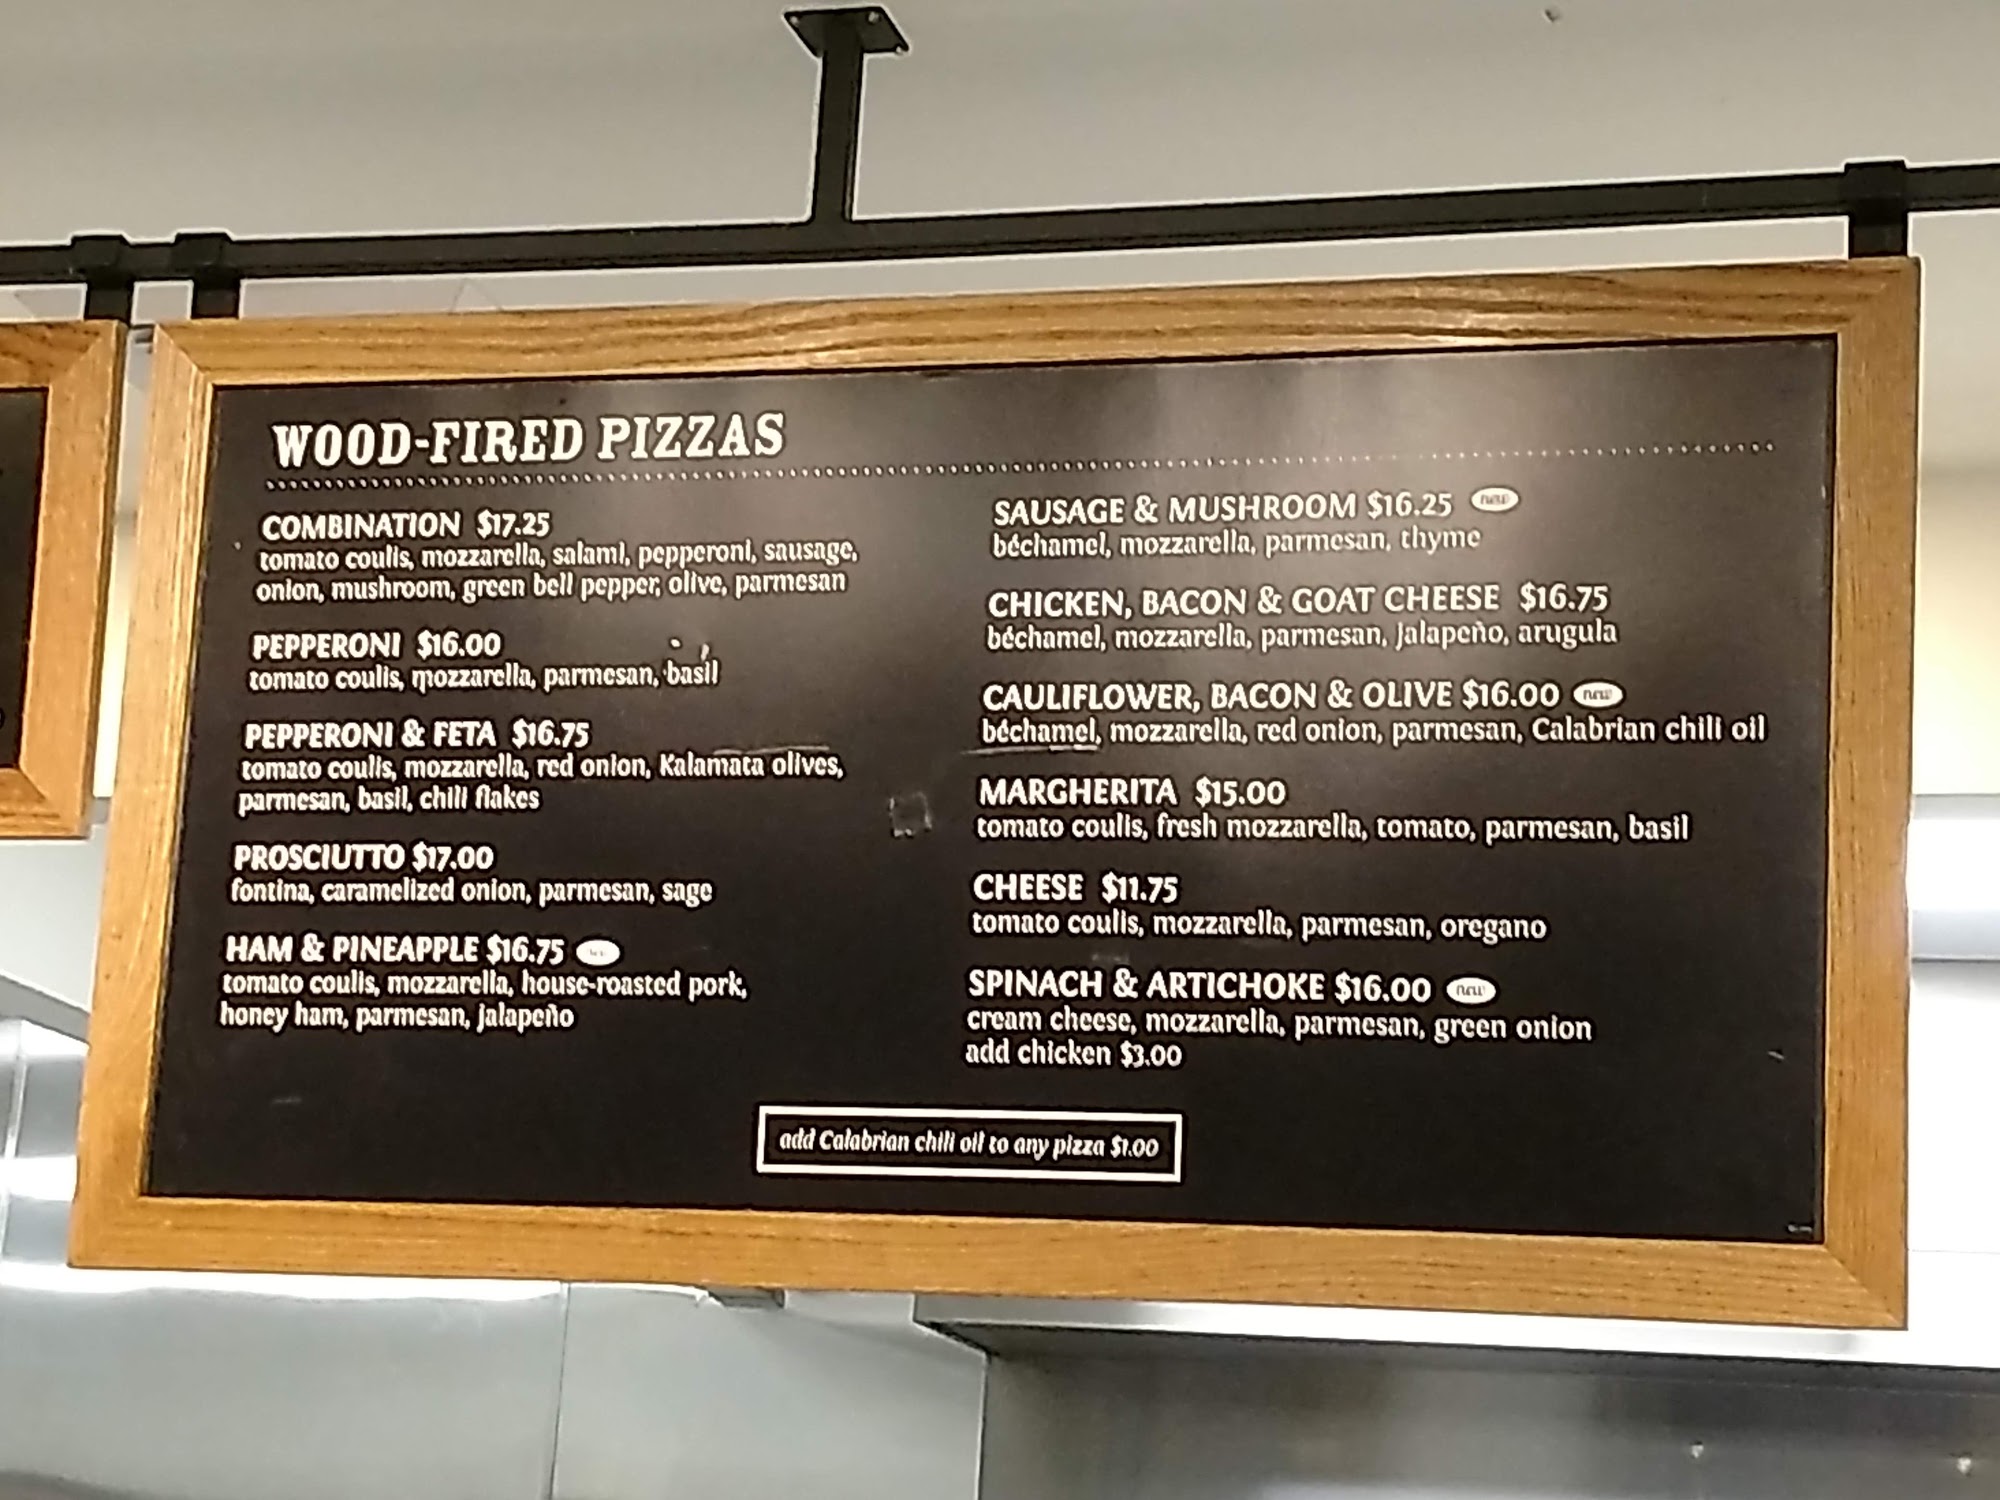 WOOD-FIRED PIZZAS
COMBINATION $17.25
tomato coulis, mozzarella, salami, pepperoni, sausage,
onion, mushroom, green bell pepper, olive, parmesan
PEPPERONI $16.00
tomato coulis, mozzarella, parmesan, basil
PEPPERONI & FETA $16.75
tomato coulis, mozzarella, red onion, Kalamata olives,
parmesan, basil, chili flakes
PROSCIUTTO $17.00
fontina, caramelized onion, parmesan, sage
HAM & PINEAPPLE $16.75
tomato coulis, mozzarella, house-roasted pork,
honey ham, parmesan, jalapeño
SAUSAGE & MUSHROOM $16.25 new
béchamel, mozzarella, parmesan, thyme
CHICKEN, BACON & GOAT CHEESE $16.75
béchamel, mozzarella, parmesan, jalapeño, arugula
CAULIFLOWER, BACON & OLIVE $16.00 new
béchamel, mozzarella, red onion, parmesan, Calabrian chili oil
MARGHERITA $15.00
tomato coulis, fresh mozzarella, tomato, parmesan, basil
CHEESE $11.75
tomato coulis, mozzarella, parmesan, oregano
SPINACH & ARTICHOKE $16.00 new
cream cheese, mozzarella, parmesan, green onion
add chicken $3.00
add Calabrian chili oil to any pizza $1.00